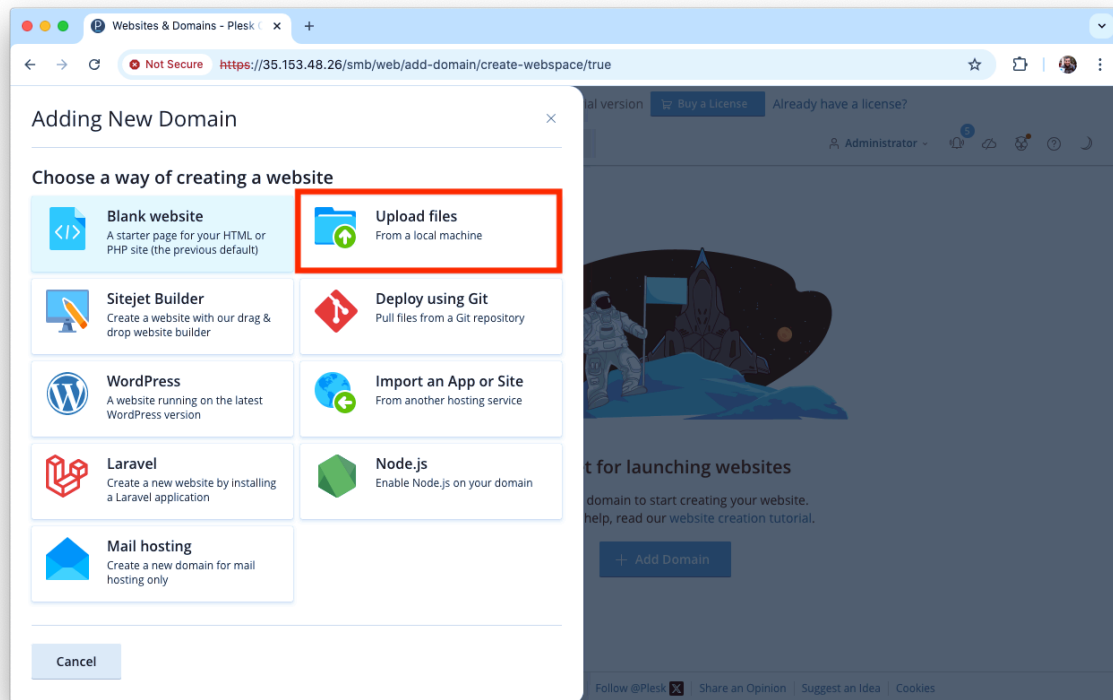 Websites & Domains - Plesk
Not Secure https://35.153.48.26/smb/web/add-domain/create-webspace/true
Adding New Domain
Choose a way of creating a website
Blank website
A starter page for your HTML or
PHP site (the previous default)
Upload files
From a local machine
Sitejet Builder
Create a website with our drag &
drop website builder
Deploy using Git
Pull files from a Git repository
WordPress
A website running on the latest
WordPress version
Import an App or Site
From another hosting service
Laravel
Create a new website by installing
a Laravel application
Node.js
Enable Node.js on your domain
Mail hosting
Create a new domain for mail
hosting only
Cancel
version Buy a License Already have a license?
Administrator 5
for launching websites
domain to start creating your website.
help, read our website creation tutorial.
+ Add Domain
Follow @Plesk X Share an Opinion Suggest an Idea Cookies